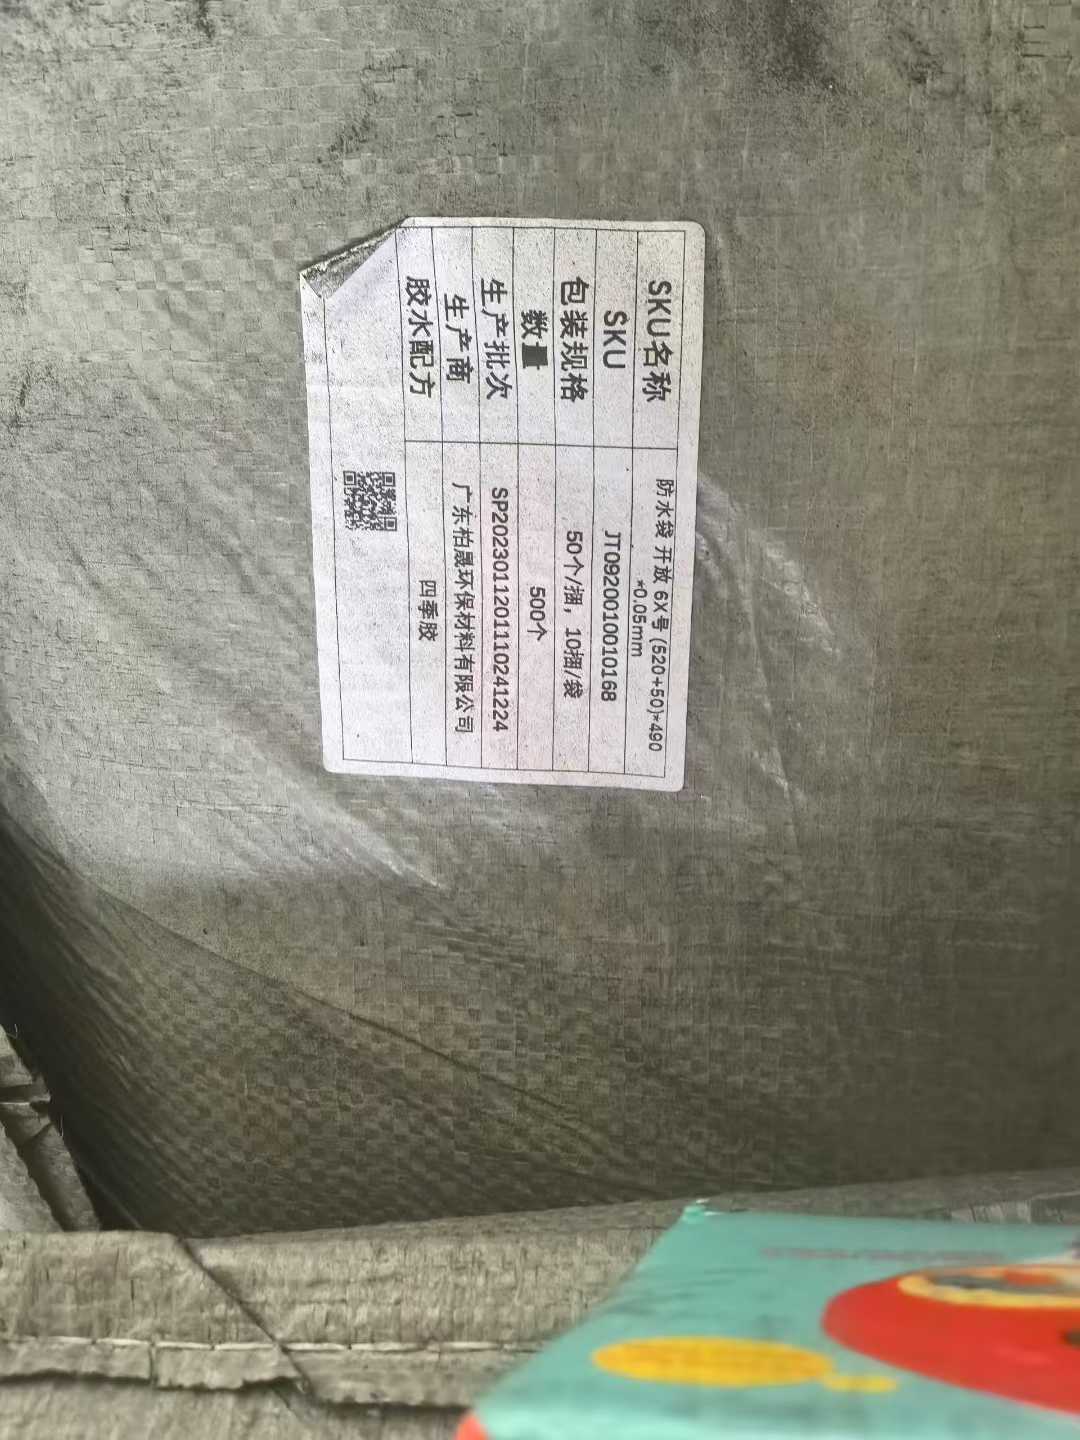 SKU名称 防水袋 开放 6X号 (520+50)*490
*0.05mm
SKU JT0920010010168
包装规格 50个/捆，10捆/袋
数量 500个
生产批次 SP2023011201110241224
生产商 广东柏晟环保材料有限公司
胶水配方 四季胶